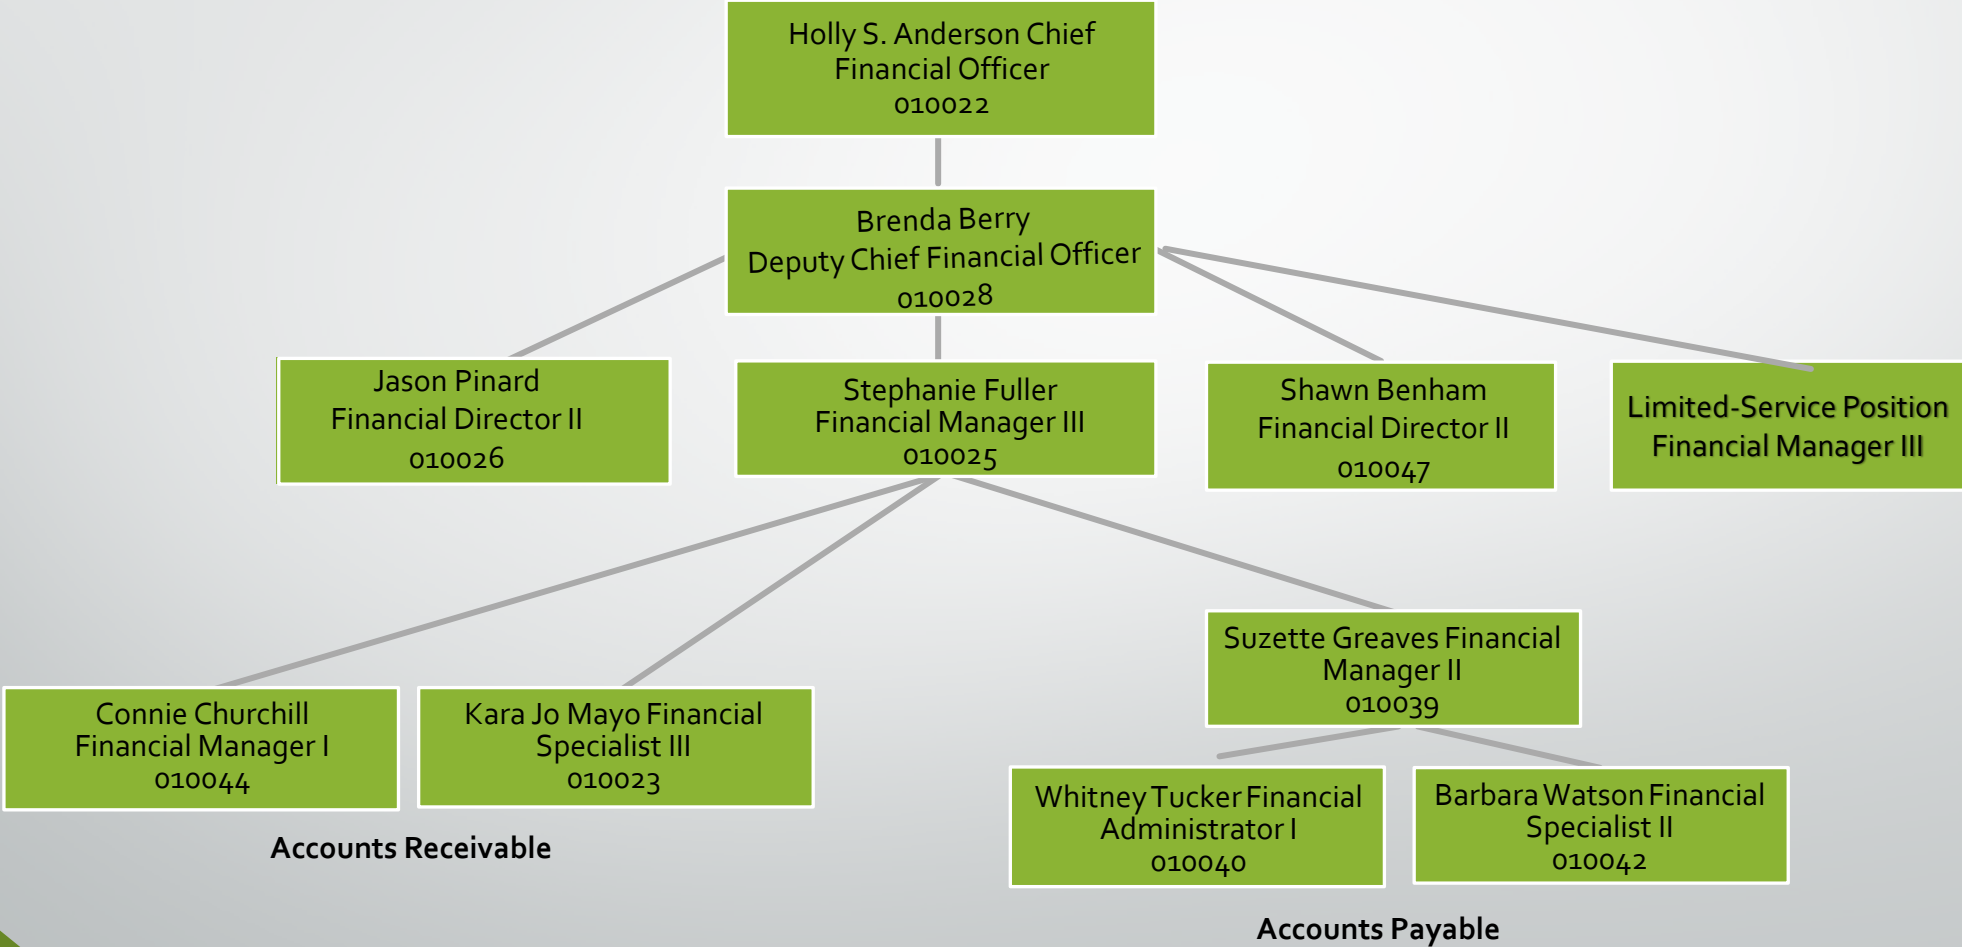 Holly S. Anderson Chief
Financial Officer
010022
Brenda Berry
Deputy Chief Financial Officer
010028
Jason Pinard
Financial Director II
010026
Stephanie Fuller
Financial Manager III
010025
Shawn Benham
Financial Director II
010047
Limited-Service Position
Financial Manager III
Connie Churchill
Financial Manager I
010044
Kara Jo Mayo Financial
Specialist III
010023
Accounts Receivable
Suzette Greaves Financial
Manager II
010039
Whitney Tucker Financial
Administrator I
010040
Barbara Watson Financial
Specialist II
010042
Accounts Payable